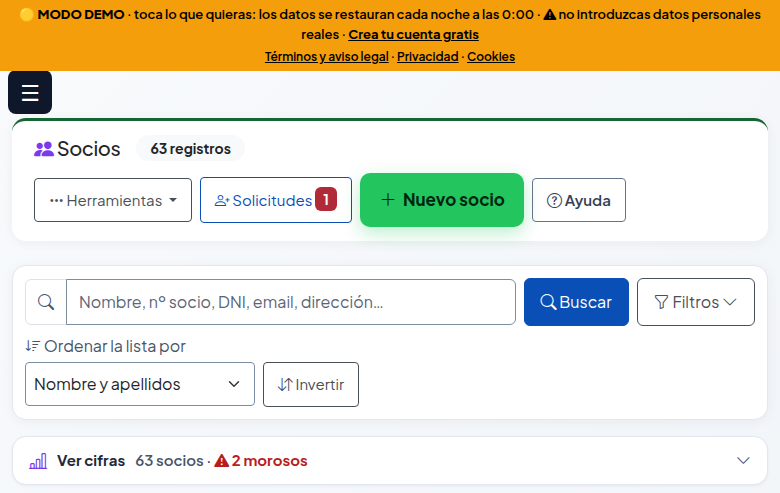 MODO DEMO · toca lo que quieras: los datos se restauran cada noche a las 0:00 · no introduzcas datos personales
reales · Crea tu cuenta gratis
Términos y aviso legal · Privacidad · Cookies
Socios 63 registros
Herramientas Solicitudes 1 + Nuevo socio Ayuda
Nombre, nº socio, DNI, email, dirección... Buscar Filtros
Ordenar la lista por
Nombre y apellidos Invertir
Ver cifras 63 socios · 2 morosos